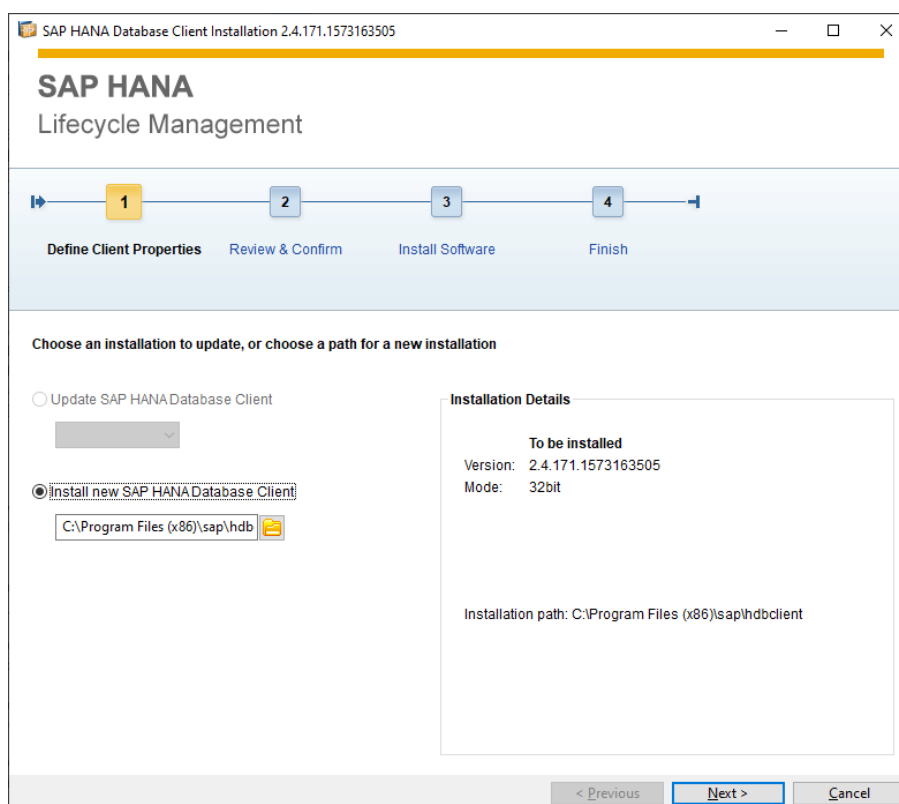 SAP HANA Database Client Installation 2.4.171.1573163505
SAP HANA
Lifecycle Management
1 2 3 4
Define Client Properties Review & Confirm Install Software Finish
Choose an installation to update, or choose a path for a new installation
Update SAP HANA Database Client
Install new SAP HANA Database Client
C:\Program Files (x86)\sap\hdb
Installation Details
To be installed
Version: 2.4.171.1573163505
Mode: 32bit
Installation path: C:\Program Files (x86)\sap\hdbclient
< Previous Next > Cancel